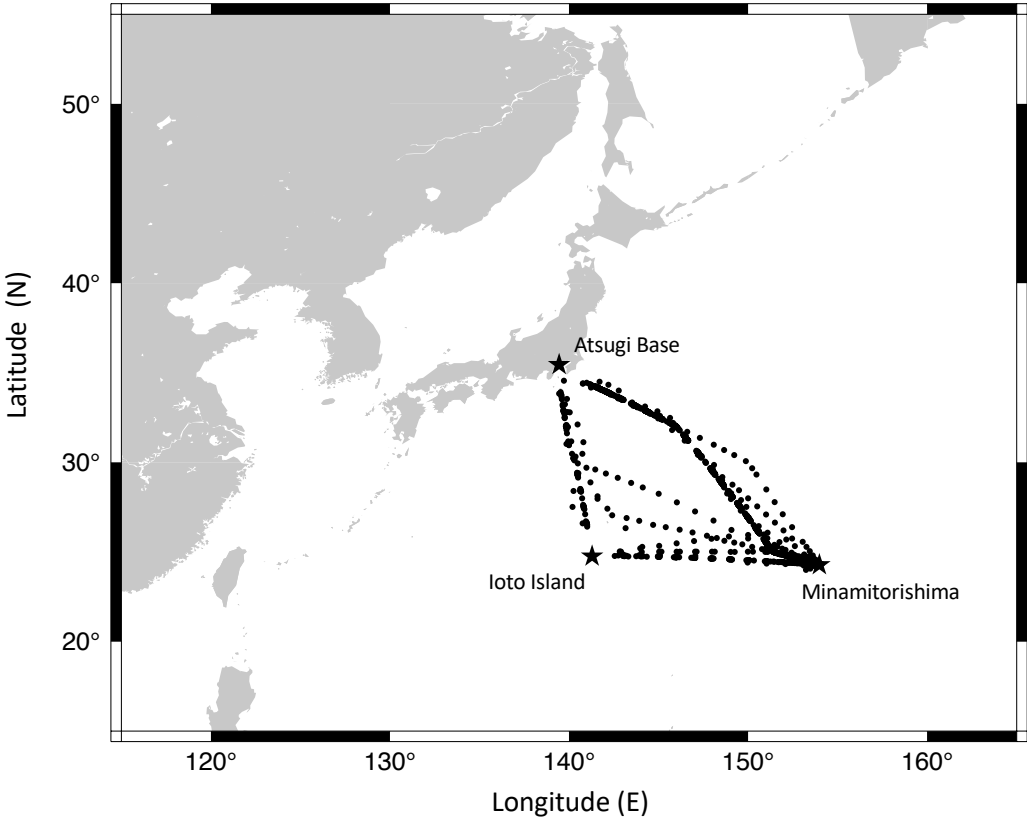 50°
40°
30°
20°
Latitude (N)
Atsugi Base
Ioto Island
Minamitorishima
120°
130°
140°
150°
160°
Longitude (E)